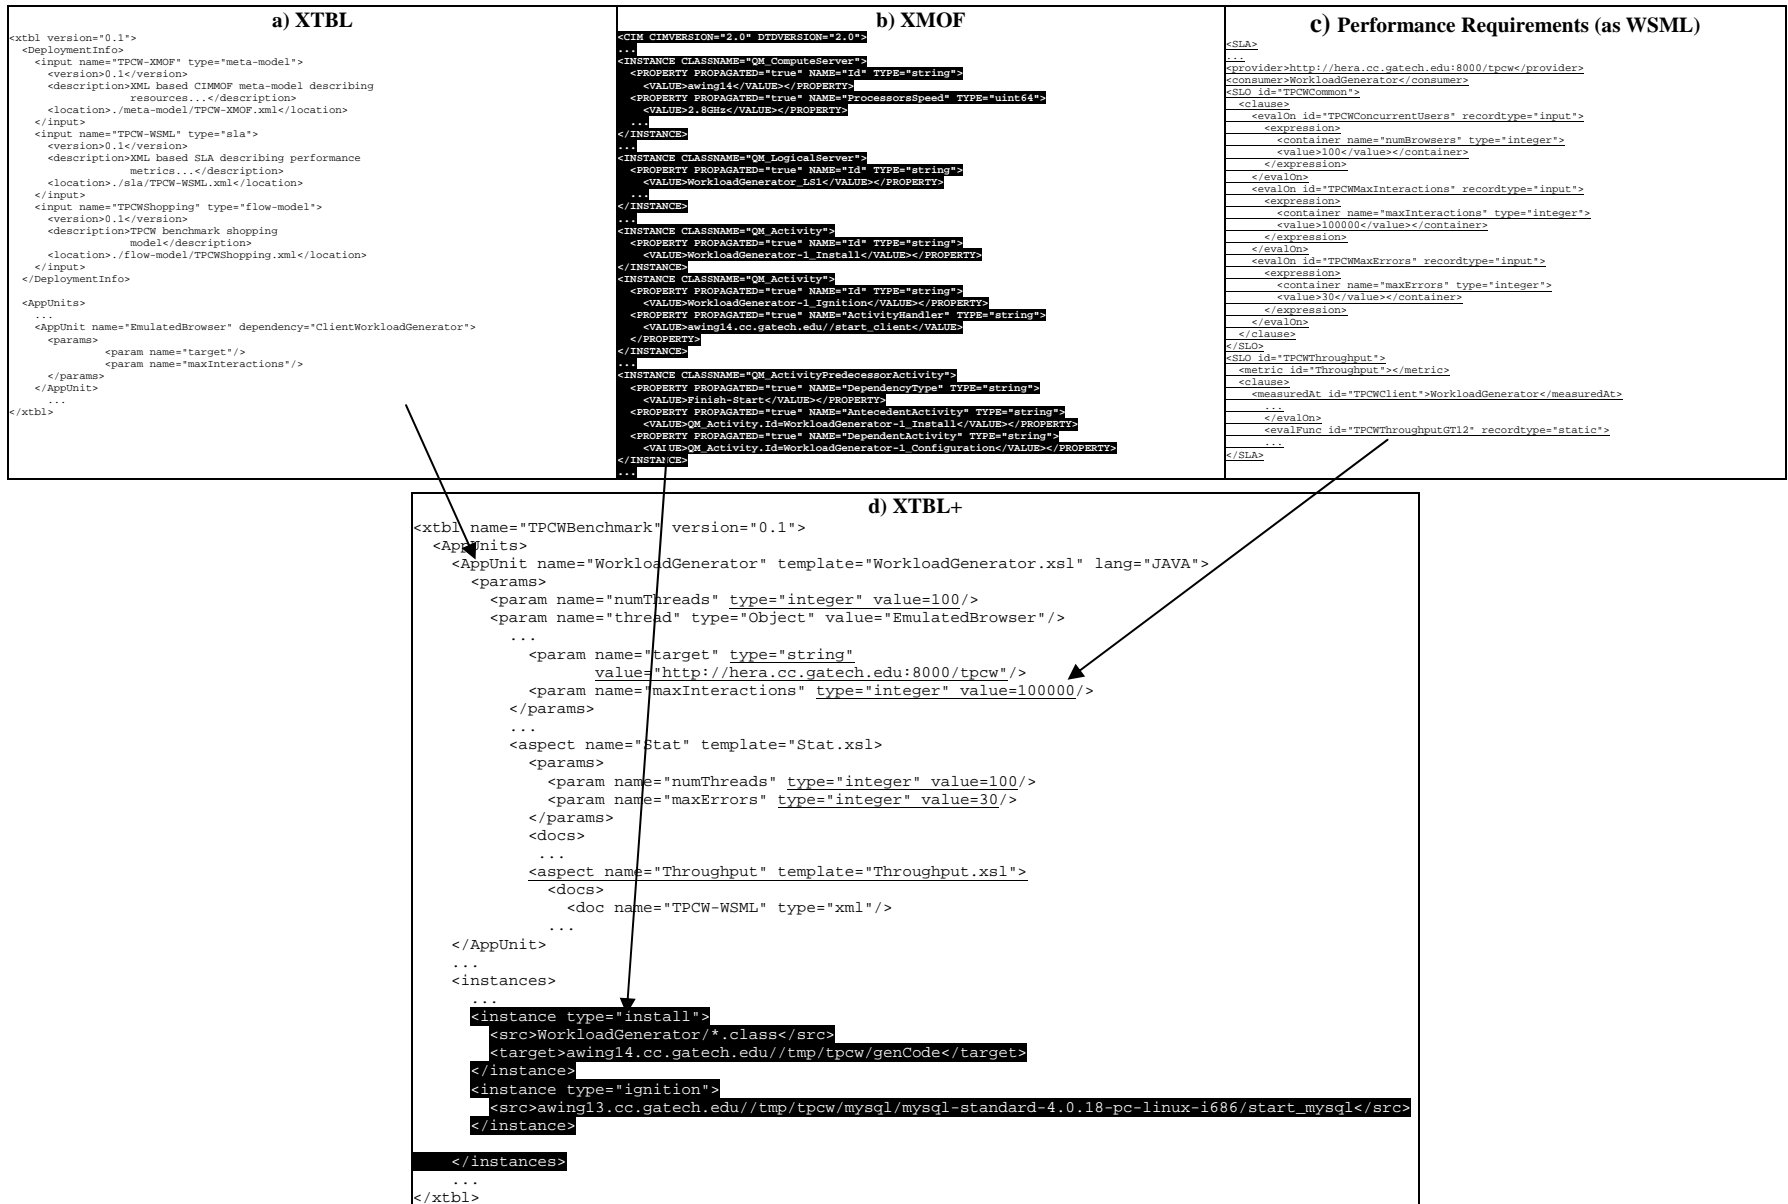 a) XTBL
<xtbl version="0.1">
<DeploymentInfo>
<input name="TPCW-XMOF" type="meta-model">
<version>0.1</version>
<description>XML based CIMMOF meta-model describing
resources...</description>
<location>./meta-model/TPCW-XMOF.xml</location>
</input>
<input name="TPCW-WSML" type="sla">
<version>0.1</version>
<description>XML based SLA describing performance
metrics...</description>
<location>./sla/TPCW-WSML.xml</location>
</input>
<input name="TPCWShopping" type="flow-model">
<version>0.1</version>
<description>TPCW benchmark shopping
model</description>
<location>./flow-model/TPCWShopping.xml</location>
</input>
</DeploymentInfo>
<AppUnits>
...
<AppUnit name="EmulatedBrowser" dependency="ClientWorkloadGenerator">
<params>
<param name="target"/>
<param name="maxInteractions"/>
</params>
</AppUnit>
...
</xtbl>
b) XMOF
<CIM CIMVERSION="2.0" DTDVERSION="2.0">
...
<INSTANCE CLASSNAME="QM_ComputeServer">
<PROPERTY PROPAGATED="true" NAME="Id" TYPE="string">
<VALUE>awing14</VALUE></PROPERTY>
<PROPERTY PROPAGATED="true" NAME="ProcessorsSpeed" TYPE="uint64">
<VALUE>2.8GHz</VALUE></PROPERTY>
...
</INSTANCE>
...
<INSTANCE CLASSNAME="QM_LogicalServer">
<PROPERTY PROPAGATED="true" NAME="Id" TYPE="string">
<VALUE>WorkloadGenerator_LS1</VALUE></PROPERTY>
...
</INSTANCE>
...
<INSTANCE CLASSNAME="QM_Activity">
<PROPERTY PROPAGATED="true" NAME="Id" TYPE="string">
<VALUE>WorkloadGenerator-1_Install</VALUE></PROPERTY>
</INSTANCE>
<INSTANCE CLASSNAME="QM_Activity">
<PROPERTY PROPAGATED="true" NAME="Id" TYPE="string">
<VALUE>WorkloadGenerator-1_Ignition</VALUE></PROPERTY>
<PROPERTY PROPAGATED="true" NAME="ActivityHandler" TYPE="string">
<VALUE>awing14.cc.gatech.edu//start_client</VALUE>
</PROPERTY>
</INSTANCE>
...
<INSTANCE CLASSNAME="QM_ActivityPredecessorActivity">
<PROPERTY PROPAGATED="true" NAME="DependencyType" TYPE="string">
<VALUE>Finish-Start</VALUE></PROPERTY>
<PROPERTY PROPAGATED="true" NAME="AntecedentActivity" TYPE="string">
<VALUE>QM_Activity.Id=WorkloadGenerator-1_Install</VALUE></PROPERTY>
<PROPERTY PROPAGATED="true" NAME="DependentActivity" TYPE="string">
<VALUE>QM_Activity.Id=WorkloadGenerator-1_Configuration</VALUE></PROPERTY>
</INSTANCE>
...
c) Performance Requirements (as WSML)
<SLA>
...
<provider>http://hera.cc.gatech.edu:8000/tpcw</provider>
<consumer>WorkloadGenerator</consumer>
<SLO id="TPCWCommon">
<clause>
<evalOn id="TPCWConcurrentUsers" recordtype="input">
<expression>
<container name="numBrowsers" type="integer">
<value>100</value></container>
</expression>
</evalOn>
<evalOn id="TPCWMaxInteractions" recordtype="input">
<expression>
<container name="maxInteractions" type="integer">
<value>100000</value></container>
</expression>
</evalOn>
<evalOn id="TPCWMaxErrors" recordtype="input">
<expression>
<container name="maxErrors" type="integer">
<value>30</value></container>
</expression>
</evalOn>
</clause>
</SLO>
<SLO id="TPCWThroughput">
<metric id="Throughput"></metric>
<clause>
<measuredAt id="TPCWClient">WorkloadGenerator</measuredAt>
...
</evalOn>
<evalFunc id="TPCWThroughputGT12" recordtype="static">
...
</SLA>
d) XTBL+
<xtbl name="TPCWBenchmark" version="0.1">
<AppUnits>
<AppUnit name="WorkloadGenerator" template="WorkloadGenerator.xsl" lang="JAVA">
<params>
<param name="numThreads" type="integer" value=100/>
<param name="thread" type="Object" value="EmulatedBrowser"/>
...
<param name="target" type="string"
value="http://hera.cc.gatech.edu:8000/tpcw"/>
<param name="maxInteractions" type="integer" value=100000/>
</params>
...
<aspect name="Stat" template="Stat.xsl>
<params>
<param name="numThreads" type="integer" value=100/>
<param name="maxErrors" type="integer" value=30/>
</params>
<docs>
...
<aspect name="Throughput" template="Throughput.xsl">
<docs>
<doc name="TPCW-WSML" type="xml"/>
...
</AppUnit>
...
<instances>
...
<instance type="install">
<src>WorkloadGenerator/*.class</src>
<target>awing14.cc.gatech.edu//tmp/tpcw/genCode</target>
</instance>
<instance type="ignition">
<src>awing13.cc.gatech.edu//tmp/tpcw/mysql/mysql-standard-4.0.18-pc-linux-i686/start_mysql</src>
</instance>
</instances>
...
</xtbl>